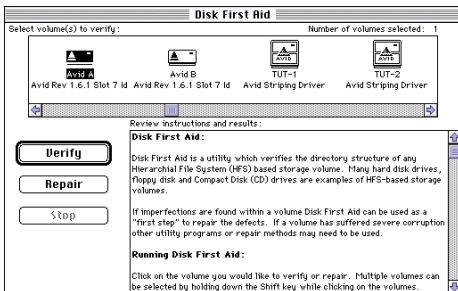 Disk First Aid
Select volume(s) to verify: Number of volumes selected: 1
Avid A Avid B TUT-1 TUT-2
Avid Rev 1.6.1 Slot 7 Id Avid Rev 1.6.1 Slot 7 Id Avid Striping Driver Avid Striping Driver
Review instructions and results:
Verify
Repair
Stop
Disk First Aid:
Disk First Aid is a utility which verifies the directory structure of any
Hierarchial File System (HFS) based storage volume. Many hard disk drives,
floppy disk and Compact Disk (CD) drives are examples of HFS-based storage
volumes.
If imperfections are found within a volume Disk First Aid can be used as a
"first step" to repair the defects. If a volume has suffered severe corruption
other utility programs or repair methods may need to be used.
Running Disk First Aid:
Click on the volume you would like to verify or repair. Multiple volumes can
be selected by holding down the Shift key while clicking on the volumes.